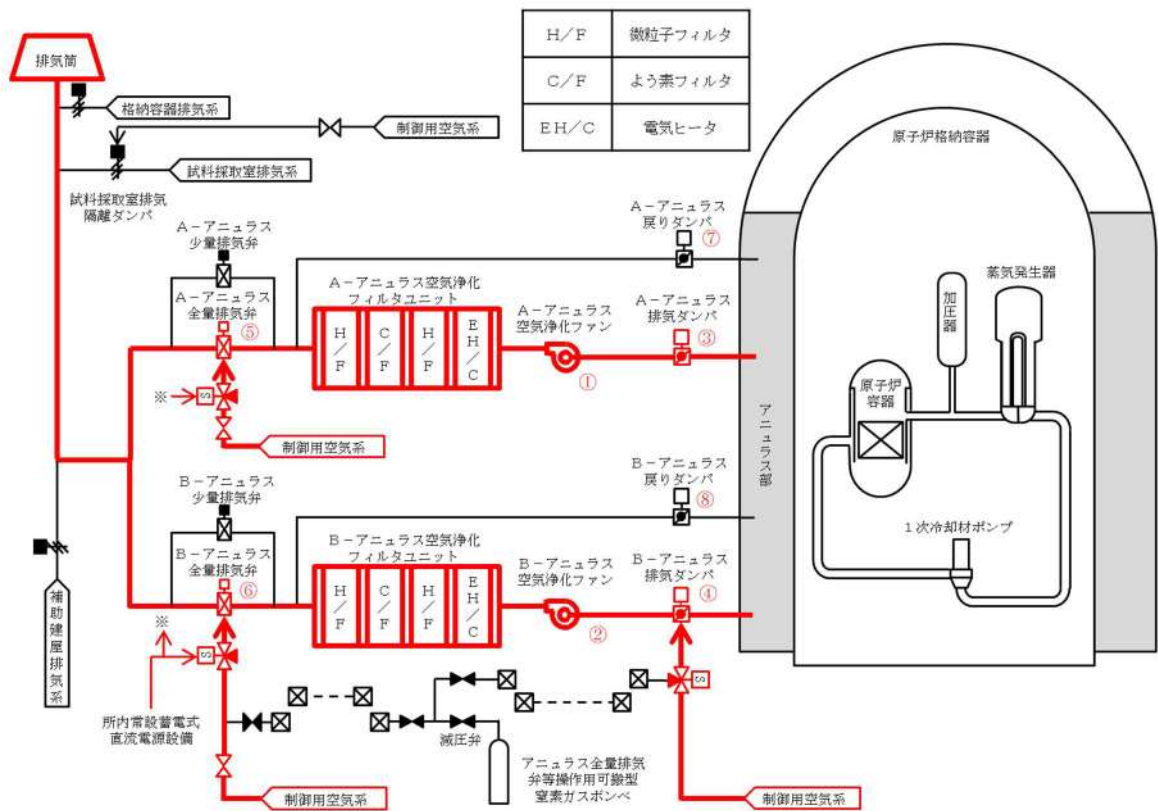 H/F 微粒子フィルタ
C/F よう素フィルタ
EH/C 電気ヒータ
排気筒
格納容器排気系
制御用空気系
試料採取室排気系
試料採取室排気
隔離ダンパ
原子炉格納容器
A-アニュラス
戻りダンパ
⑦
A-アニュラス
少量排気弁
A-アニュラス
全量排気弁
⑤
A-アニュラス空気浄化
フィルタユニット
H/F
C/F
H/F
EH/C
A-アニュラス
空気浄化ファン
①
A-アニュラス
排気ダンパ
③
蒸気発生器
加圧器
原子炉
容器
アニュラス部
1次冷却材ポンプ
※
S
制御用空気系
B-アニュラス
戻りダンパ
⑧
B-アニュラス
少量排気弁
B-アニュラス
全量排気弁
⑥
B-アニュラス空気浄化
フィルタユニット
H/F
C/F
H/F
EH/C
B-アニュラス
空気浄化ファン
②
B-アニュラス
排気ダンパ
④
補助建屋排気系
※
S
S
所内常設蓄電式
直流電源設備
減圧弁
アニュラス全量排気
弁等操作用可搬型
窒素ガスボンベ
制御用空気系
制御用空気系